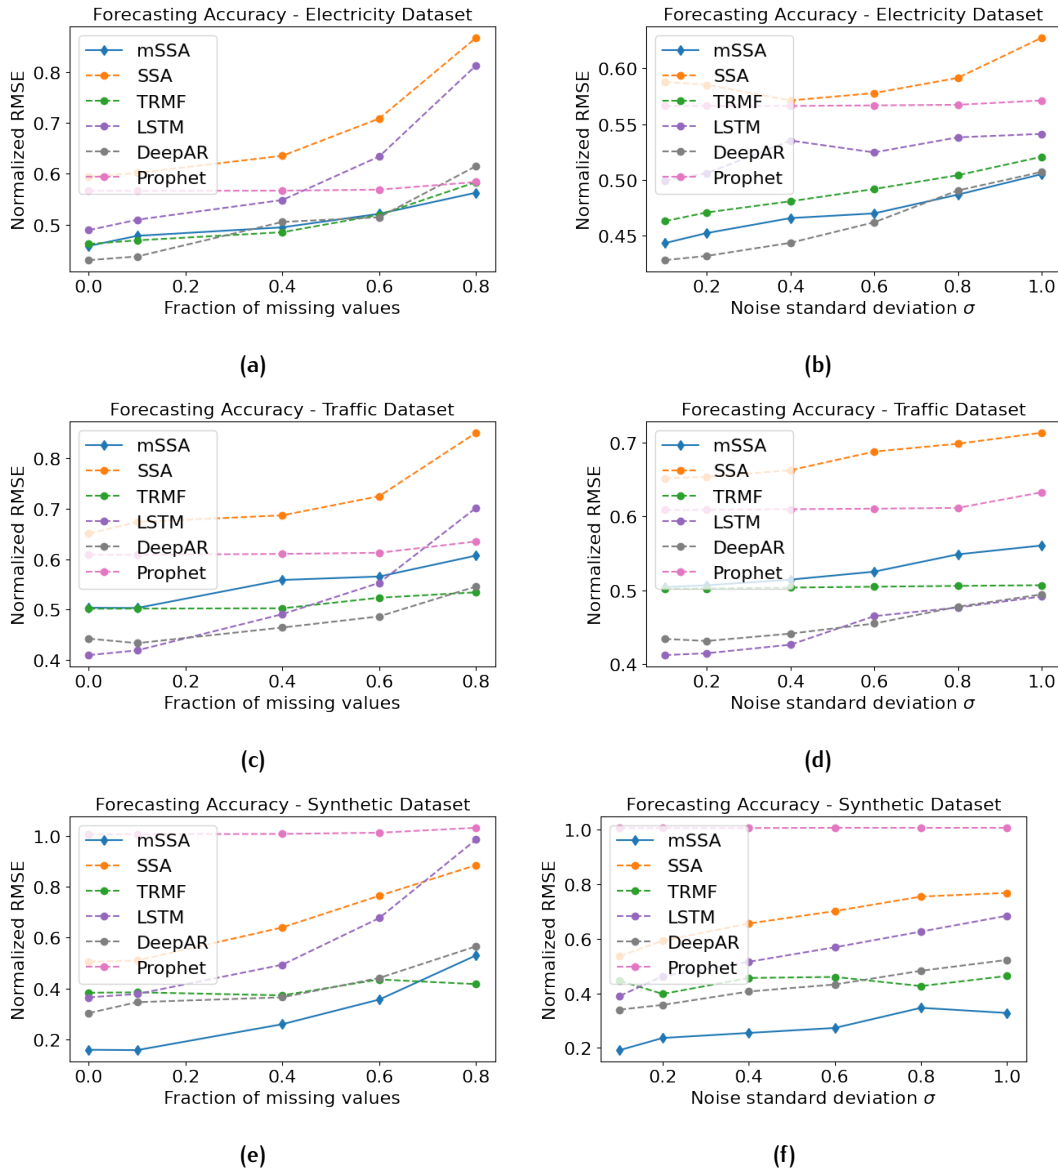 Forecasting Accuracy - Electricity Dataset
Normalized RMSE
0.8
0.7
0.6
0.5
mSSA
SSA
TRMF
LSTM
DeepAR
Prophet
0.0 0.2 0.4 0.6 0.8
Fraction of missing values
(a)
Forecasting Accuracy - Electricity Dataset
Normalized RMSE
0.60
0.55
0.50
0.45
mSSA
SSA
TRMF
LSTM
DeepAR
Prophet
0.2 0.4 0.6 0.8 1.0
Noise standard deviation σ
(b)
Forecasting Accuracy - Traffic Dataset
Normalized RMSE
0.8
0.7
0.6
0.5
0.4
mSSA
SSA
TRMF
LSTM
DeepAR
Prophet
0.0 0.2 0.4 0.6 0.8
Fraction of missing values
(c)
Forecasting Accuracy - Traffic Dataset
Normalized RMSE
0.7
0.6
0.5
0.4
mSSA
SSA
TRMF
LSTM
DeepAR
Prophet
0.2 0.4 0.6 0.8 1.0
Noise standard deviation σ
(d)
Forecasting Accuracy - Synthetic Dataset
Normalized RMSE
1.0
0.8
0.6
0.4
0.2
mSSA
SSA
TRMF
LSTM
DeepAR
Prophet
0.0 0.2 0.4 0.6 0.8
Fraction of missing values
(e)
Forecasting Accuracy - Synthetic Dataset
Normalized RMSE
1.0
0.8
0.6
0.4
0.2
mSSA
SSA
TRMF
LSTM
DeepAR
Prophet
0.2 0.4 0.6 0.8 1.0
Noise standard deviation σ
(f)